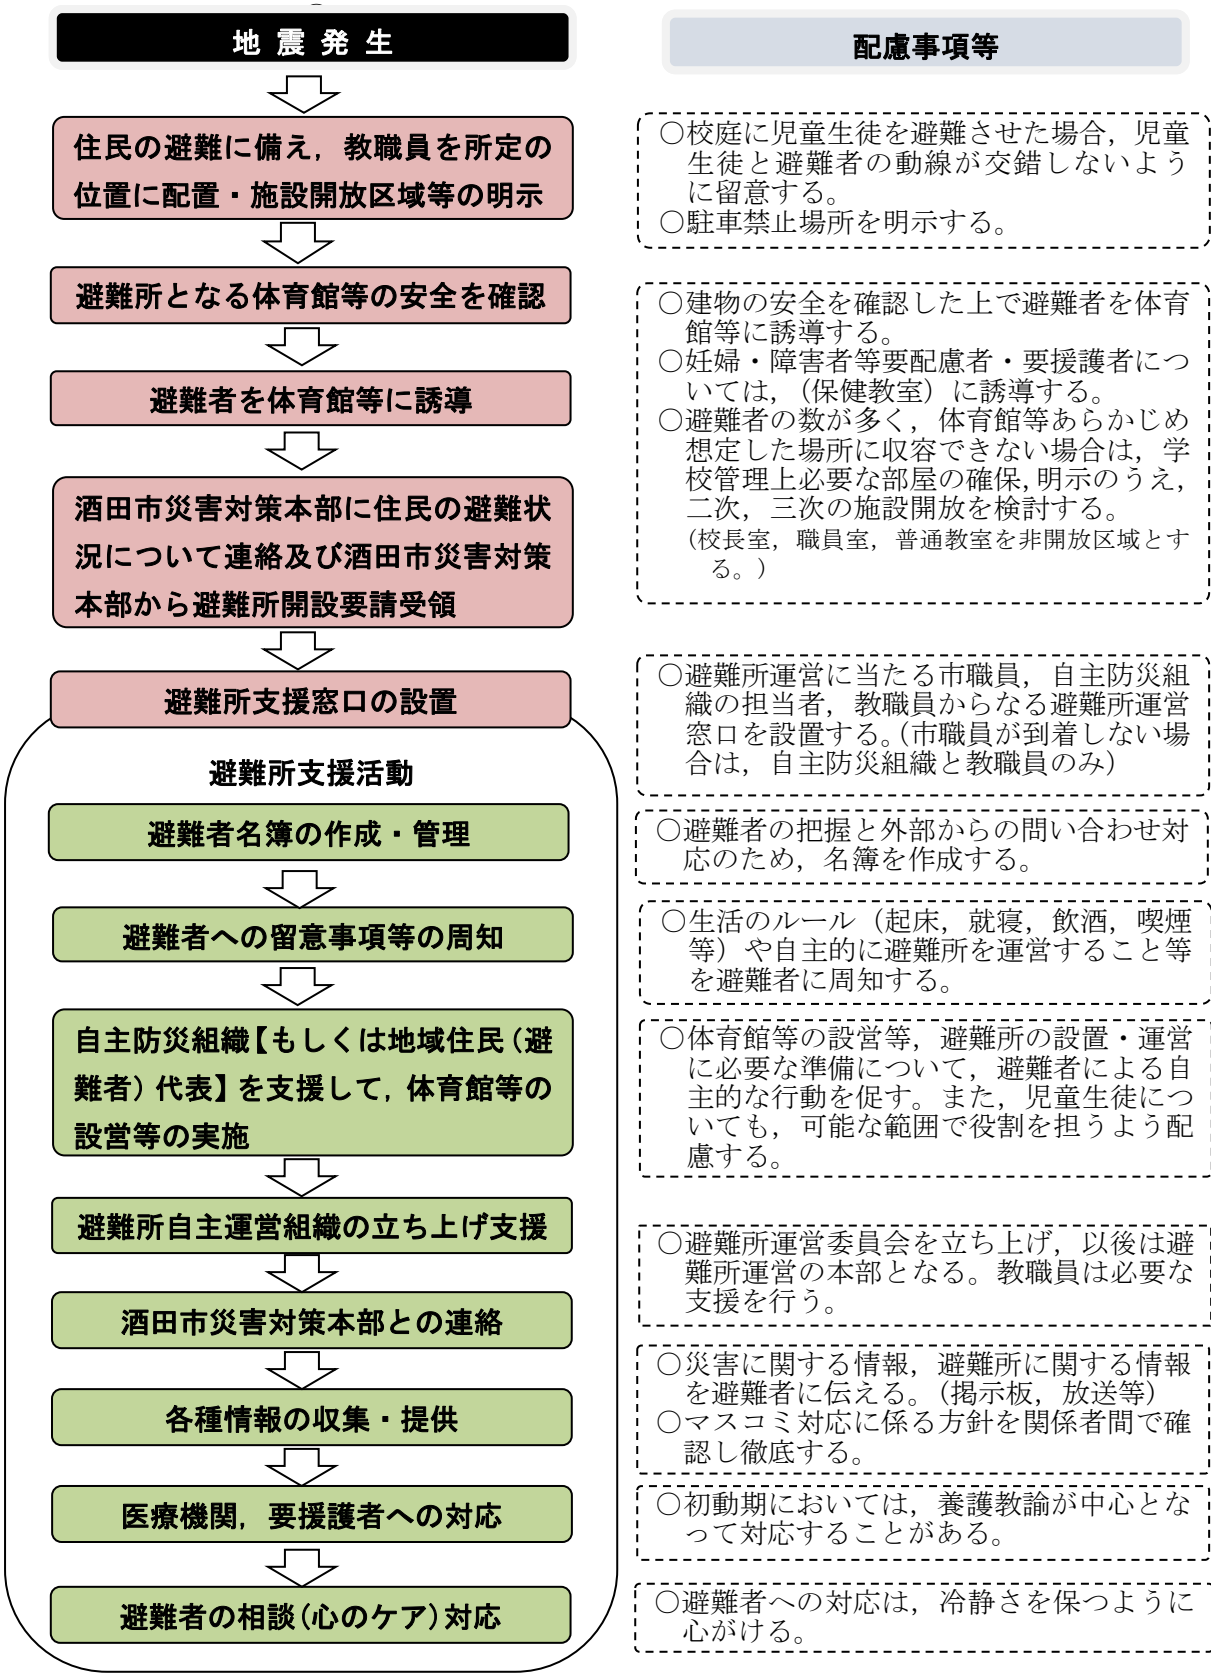 地 震 発 生
住民の避難に備え，教職員を所定の
位置に配置・施設開放区域等の明示
避難所となる体育館等の安全を確認
避難者を体育館等に誘導
酒田市災害対策本部に住民の避難状
況について連絡及び酒田市災害対策
本部から避難所開設要請受領
避難所支援窓口の設置
避難所支援活動
避難者名簿の作成・管理
避難者への留意事項等の周知
自主防災組織【もしくは地域住民（避
難者）代表】を支援して，体育館等の
設営等の実施
避難所自主運営組織の立ち上げ支援
酒田市災害対策本部との連絡
各種情報の収集・提供
医療機関，要援護者への対応
避難者の相談（心のケア）対応
配慮事項等
○校庭に児童生徒を避難させた場合，児童
生徒と避難者の動線が交錯しないよう
に留意する。
○駐車禁止場所を明示する。
○建物の安全を確認した上で避難者を体育
館等に誘導する。
○妊婦・障害者等要配慮者・要援護者につ
いては，（保健教室）に誘導する。
○避難者の数が多く，体育館等あらかじめ
想定した場所に収容できない場合は，学
校管理上必要な部屋の確保，明示のうえ，
二次，三次の施設開放を検討する。
（校長室，職員室，普通教室を非開放区域とす
る。）
○避難所運営に当たる市職員，自主防災組
織の担当者，教職員からなる避難所運営
窓口を設置する。（市職員が到着しない場
合は，自主防災組織と教職員のみ）
○避難者の把握と外部からの問い合わせ対
応のため，名簿を作成する。
○生活のルール（起床，就寝，飲酒，喫煙
等）や自主的に避難所を運営すること等
を避難者に周知する。
○体育館等の設営等，避難所の設置・運営
に必要な準備について，避難者による自
主的な行動を促す。また，児童生徒につ
いても，可能な範囲で役割を担うよう配
慮する。
○避難所運営委員会を立ち上げ，以後は避
難所運営の本部となる。教職員は必要な
支援を行う。
○災害に関する情報，避難所に関する情報
を避難者に伝える。（掲示板，放送等）
○マスコミ対応に係る方針を関係者間で確
認し徹底する。
○初動期においては，養護教諭が中心とな
って対応することがある。
○避難者への対応は，冷静さを保つように
心がける。